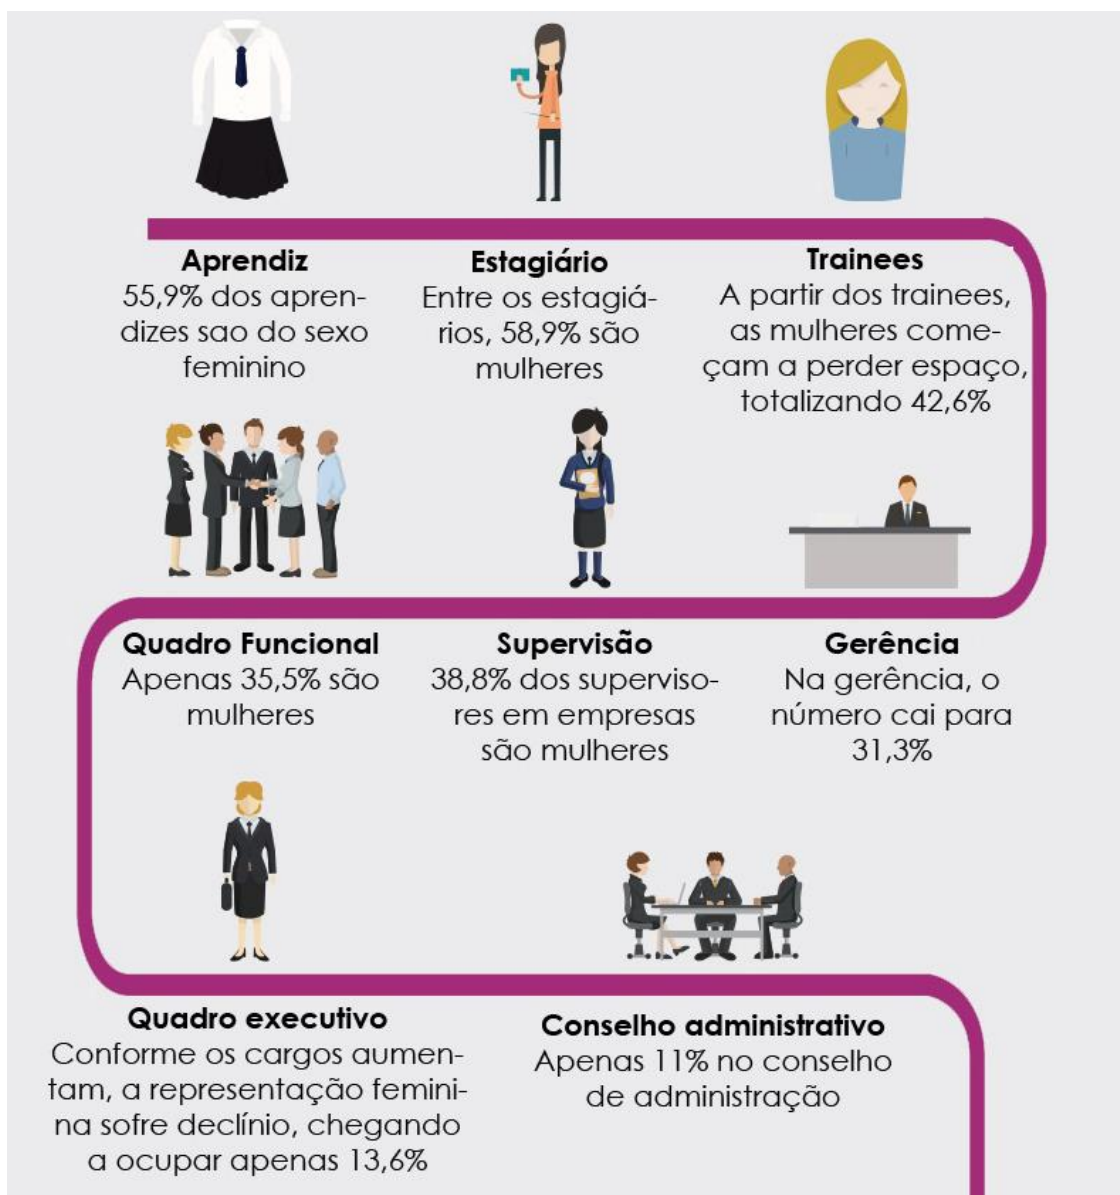 Aprendiz
55,9% dos apren-
dizes sao do sexo
feminino
Estagiário
Entre os estagiá-
rios, 58,9% são
mulheres
Trainees
A partir dos trainees,
as mulheres come-
çam a perder espaço,
totalizando 42,6%
Quadro Funcional
Apenas 35,5% são
mulheres
Supervisão
38,8% dos superviso-
res em empresas
são mulheres
Gerência
Na gerência, o
número cai para
31,3%
Quadro executivo
Conforme os cargos aumen-
tam, a representação femini-
na sofre declínio, chegando
a ocupar apenas 13,6%
Conselho administrativo
Apenas 11% no conselho
de administração